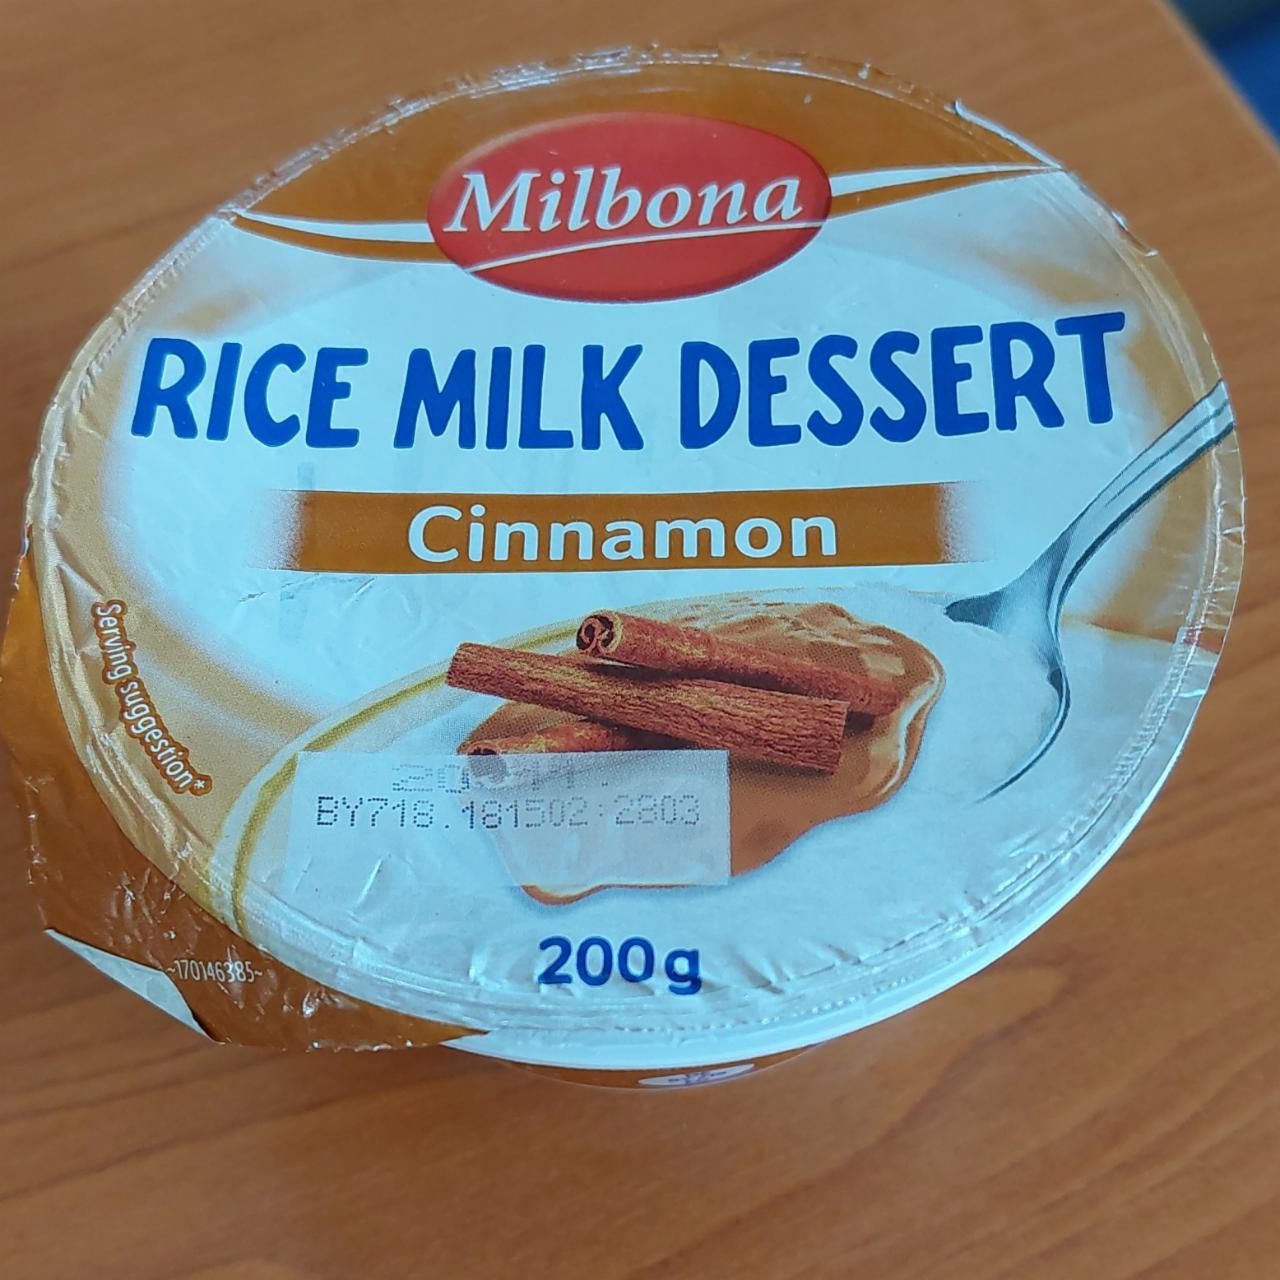 Milbona
RICE MILK DESSERT
Cinnamon
Serving suggestion*
BY718.181502:2803
200g
~170146385~